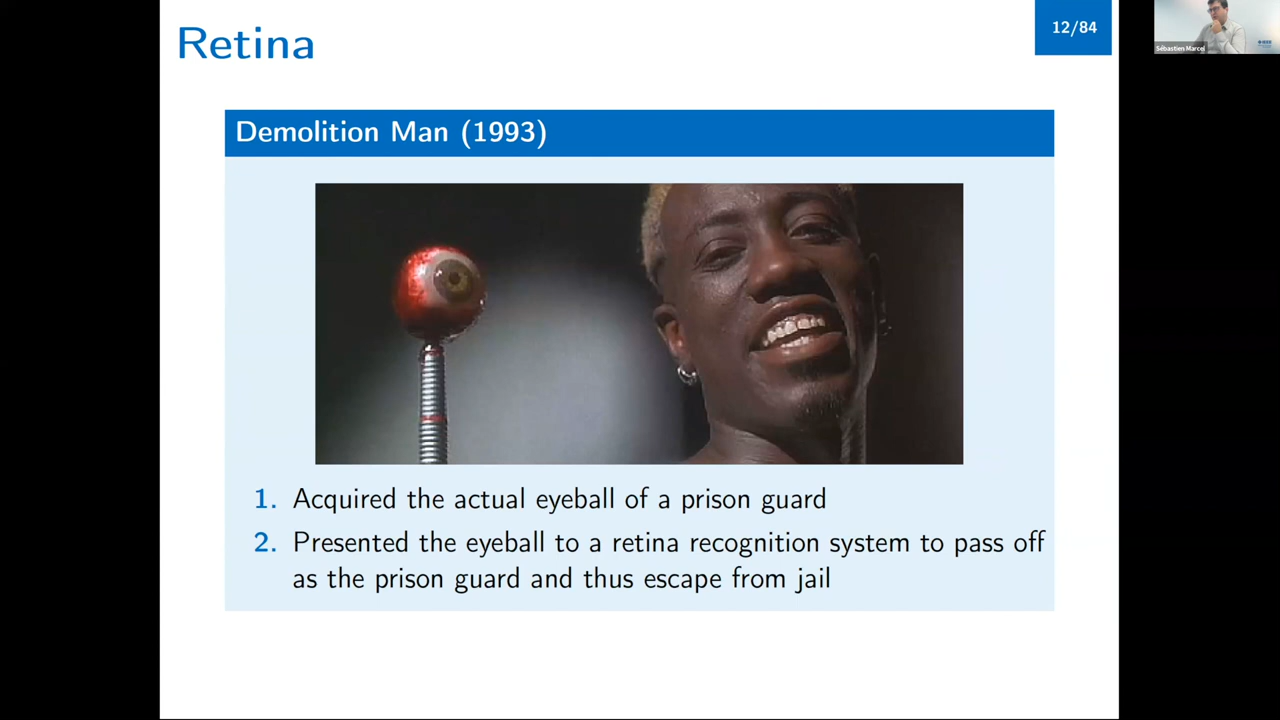 Retina
12/84
Sébastien Marcel
Demolition Man (1993)
1. Acquired the actual eyeball of a prison guard
2. Presented the eyeball to a retina recognition system to pass off
as the prison guard and thus escape from jail